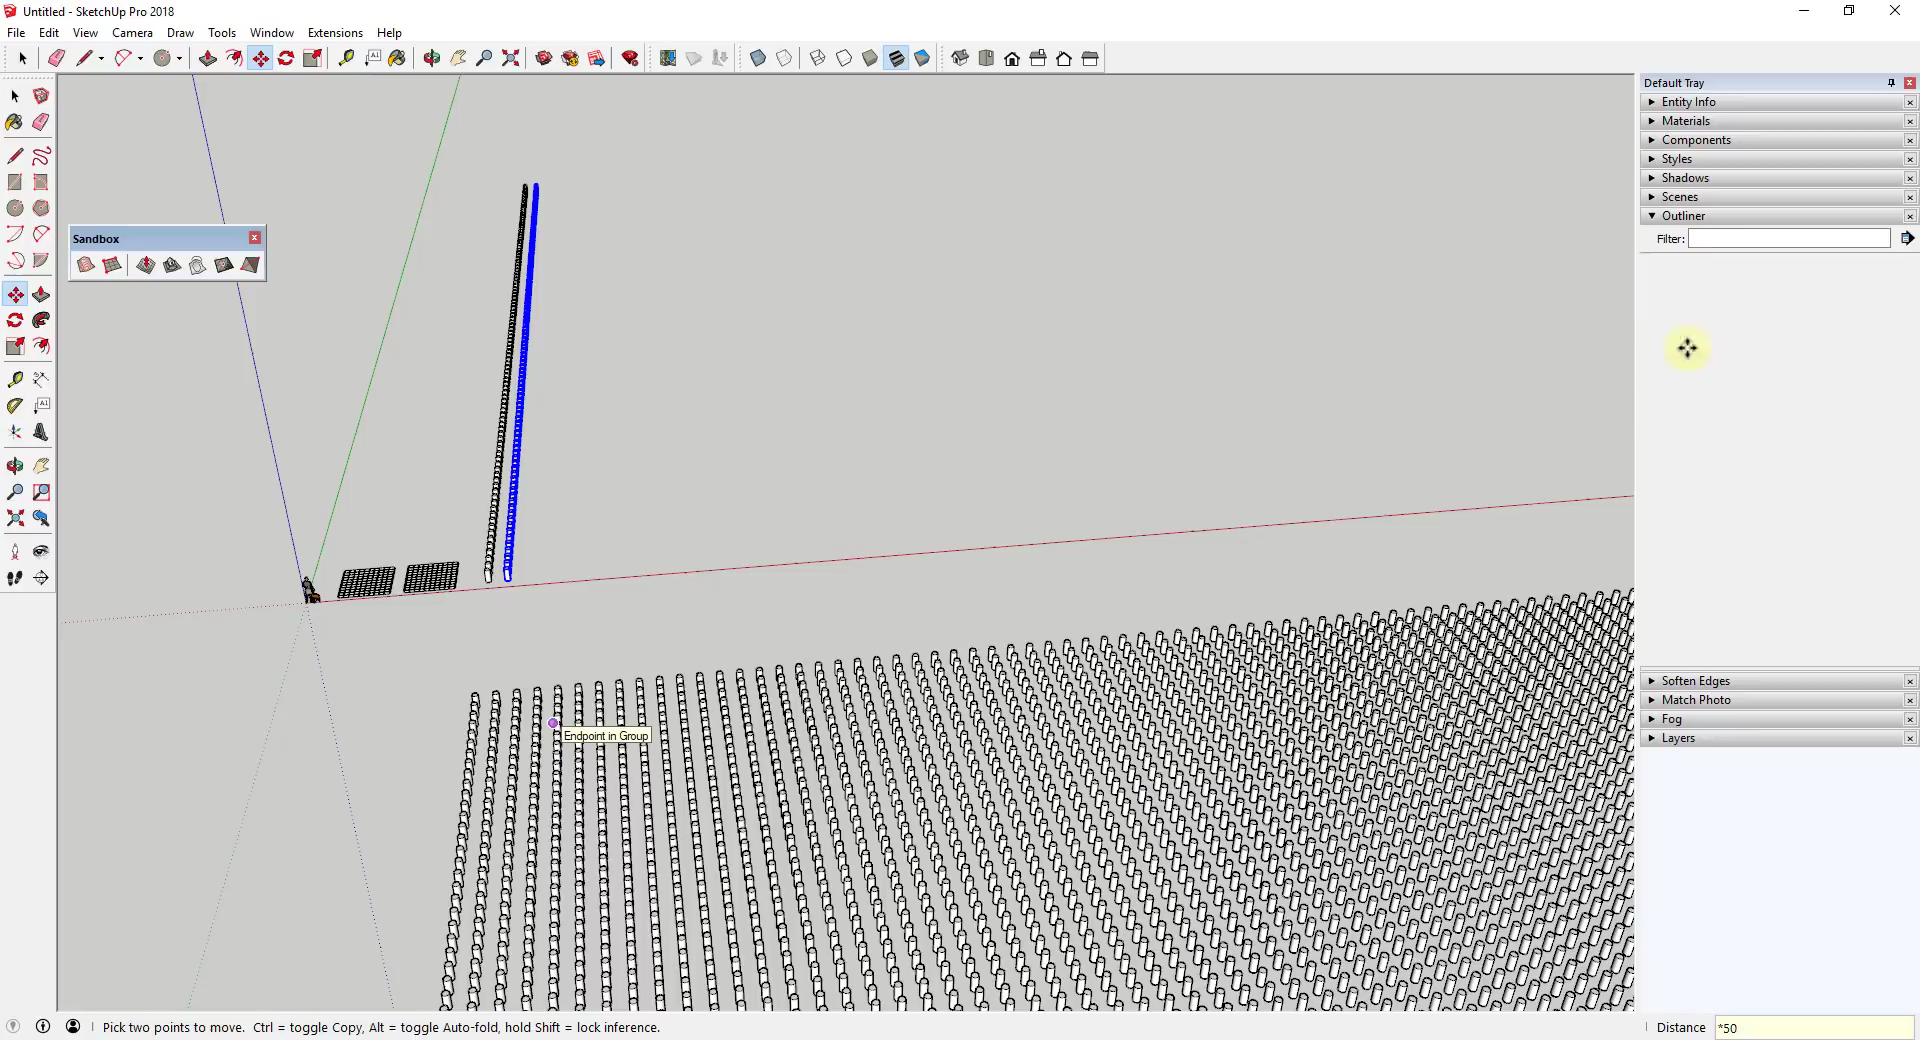 Untitled - SketchUp Pro 2018
File Edit View Camera Draw Tools Window Extensions Help
Default Tray
Entity Info
Materials
Components
Styles
Shadows
Scenes
Outliner
Filter:
Sandbox
Endpoint in Group
Soften Edges
Match Photo
Fog
Layers
Pick two points to move. Ctrl = toggle Copy, Alt = toggle Auto-fold, hold Shift = lock inference.
Distance *50